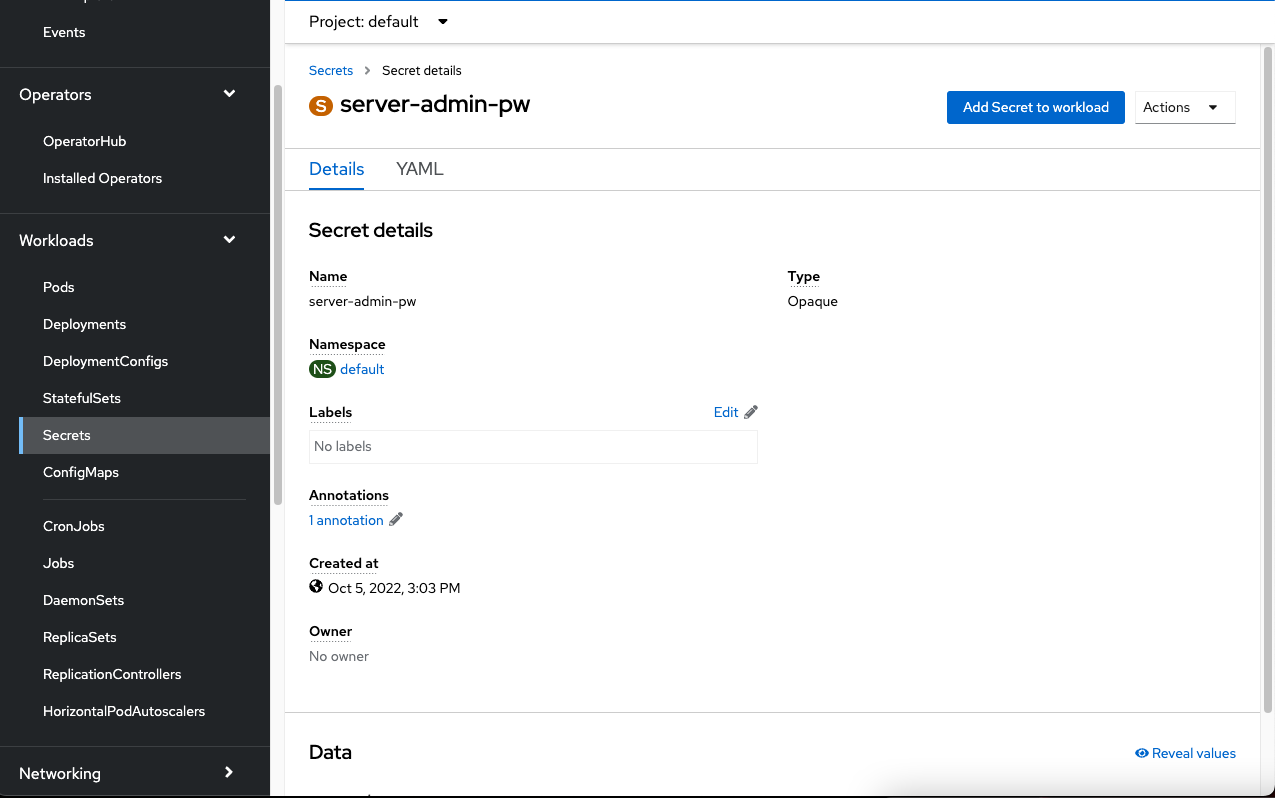 Events
Operators
OperatorHub
Installed Operators
Workloads
Pods
Deployments
DeploymentConfigs
StatefulSets
Secrets
ConfigMaps
CronJobs
Jobs
DaemonSets
ReplicaSets
ReplicationControllers
HorizontalPodAutoscalers
Networking
Project: default
Secrets Secret details
S server-admin-pw
Add Secret to workload Actions
Details YAML
Secret details
Name
server-admin-pw
Type
Opaque
Namespace
NS default
Labels Edit
No labels
Annotations
1 annotation
Created at
Oct 5, 2022, 3:03 PM
Owner
No owner
Data Reveal values